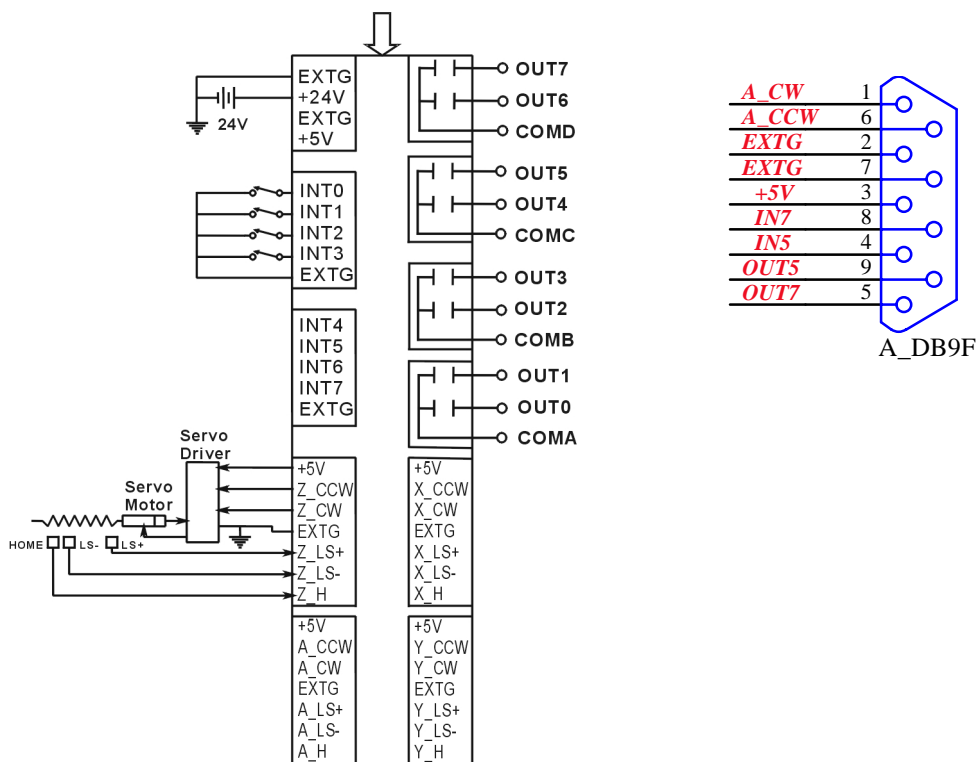 EXTG
+24V
EXTG
+5V
24V
INT0
INT1
INT2
INT3
EXTG
INT4
INT5
INT6
INT7
EXTG
Servo
Driver
Servo
Motor
HOME
LS-
LS+
+5V
Z_CCW
Z_CW
EXTG
Z_LS+
Z_LS-
Z_H
+5V
A_CCW
A_CW
EXTG
A_LS+
A_LS-
A_H
OUT7
OUT6
COMD
OUT5
OUT4
COMC
OUT3
OUT2
COMB
OUT1
OUT0
COMA
+5V
X_CCW
X_CW
EXTG
X_LS+
X_LS-
X_H
+5V
Y_CCW
Y_CW
EXTG
Y_LS+
Y_LS-
Y_H
A_CW 1
A_CCW 6
EXTG 2
EXTG 7
+5V 3
IN7 8
IN5 4
OUT5 9
OUT7 5
A_DB9F